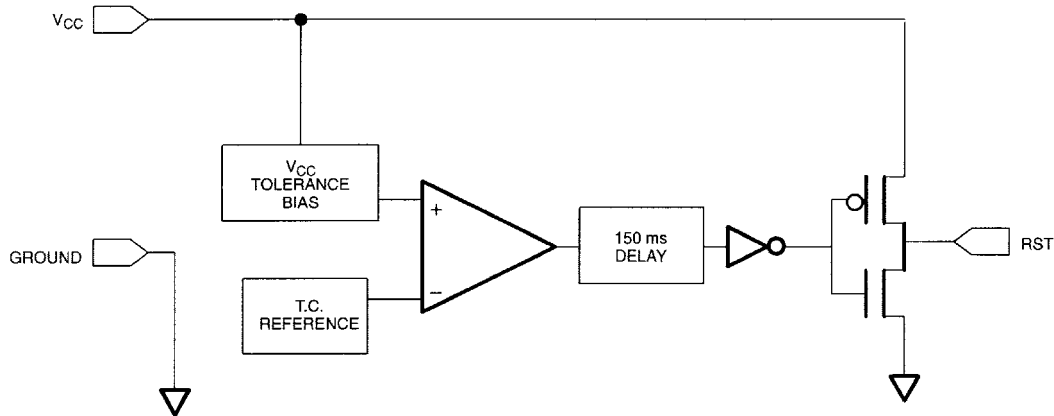 VCC
VCC
TOLERANCE
BIAS
+
150 ms
DELAY
RST
GROUND
−
T.C.
REFERENCE